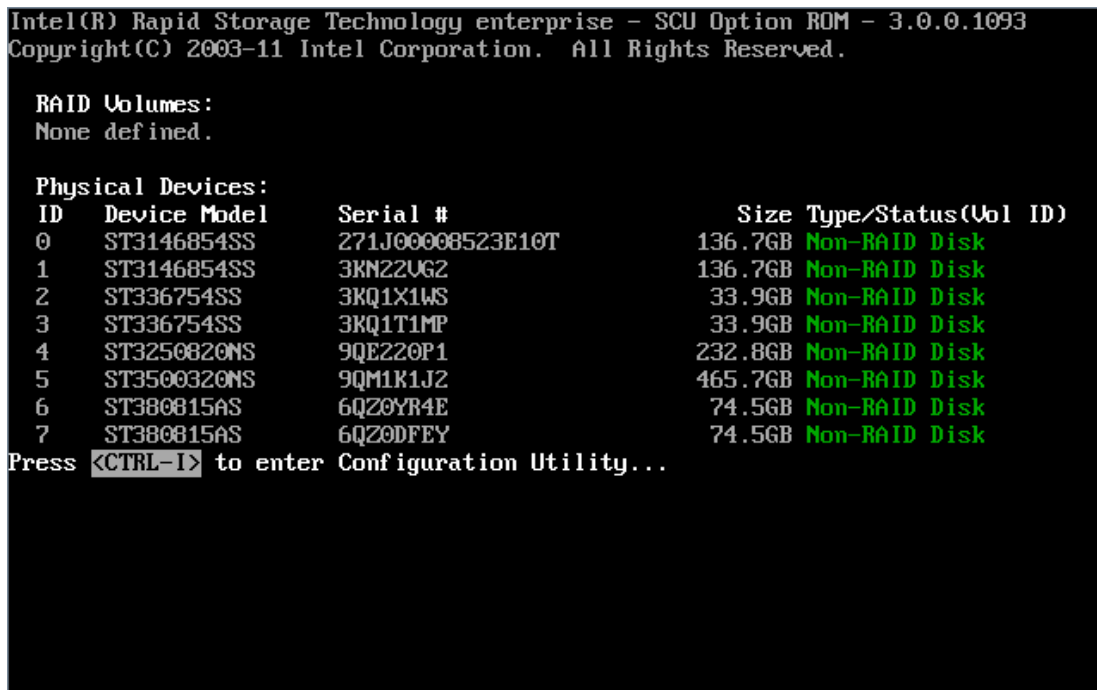 Intel(R) Rapid Storage Technology enterprise - SCU Option ROM - 3.0.0.1093
Copyright(C) 2003-11 Intel Corporation.  All Rights Reserved.
RAID Volumes:
None defined.
Physical Devices:
ID Device Model Serial # Size Type/Status(Vol ID)
0 ST3146854SS 271J00008523E10T 136.7GB Non-RAID Disk
1 ST3146854SS 3KN22VG2 136.7GB Non-RAID Disk
2 ST336754SS 3KQ1X1WS 33.9GB Non-RAID Disk
3 ST336754SS 3KQ1T1MP 33.9GB Non-RAID Disk
4 ST3250820NS 9QE220P1 232.8GB Non-RAID Disk
5 ST3500320NS 9QM1K1J2 465.7GB Non-RAID Disk
6 ST380815AS 6QZ0YR4E 74.5GB Non-RAID Disk
7 ST380815AS 6QZ0DFEY 74.5GB Non-RAID Disk
Press <CTRL-I> to enter Configuration Utility...